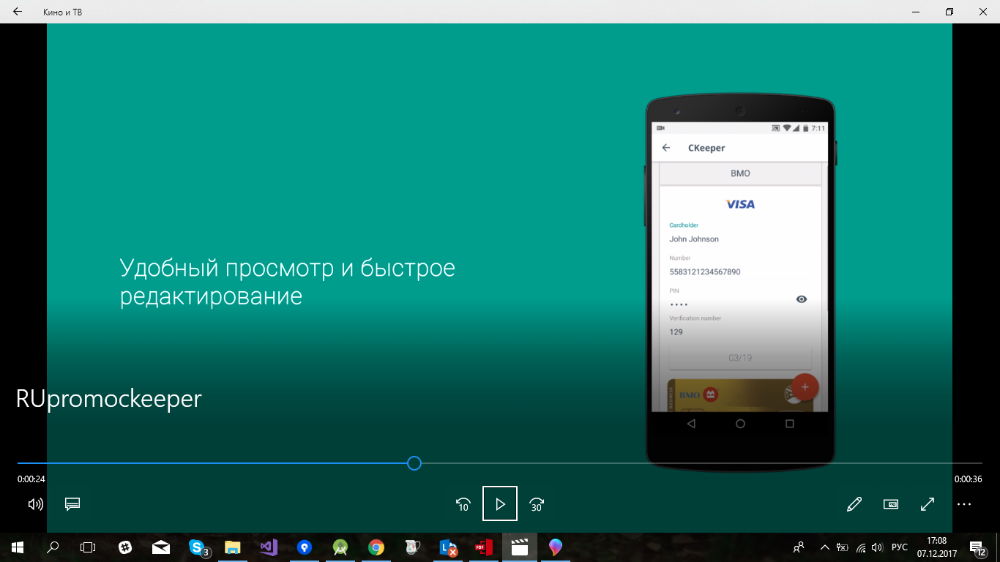 Кино и ТВ
7:11
CKeeper
BMO
VISA
Cardholder
John Johnson
Number
5583121234567890
PIN
••••
Verification number
129
03/19
BUSINESS
BMO
Удобный просмотр и быстрое
редактирование
RUpromockeeper
0:00:24
0:00:36
10
30
3
PDF
РУС
17:08
07.12.2017
12